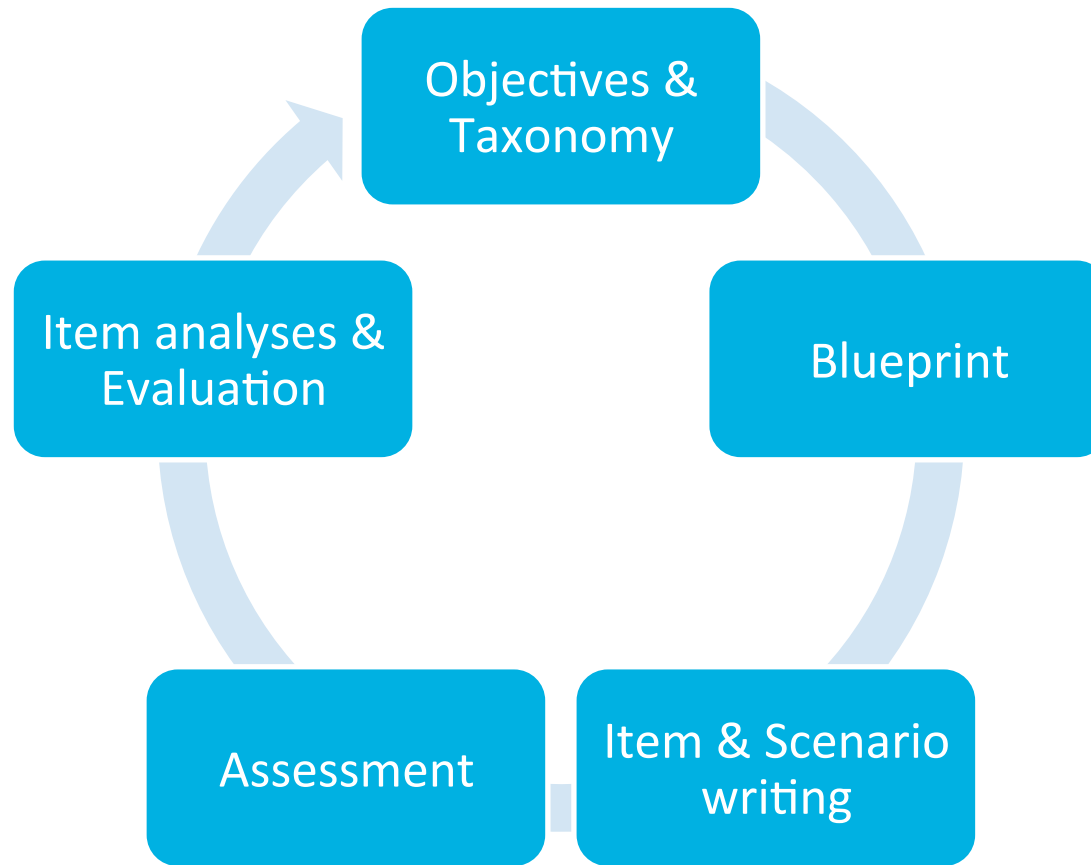 Objectives &
Taxonomy
Blueprint
Item & Scenario
writing
Assessment
Item analyses &
Evaluation